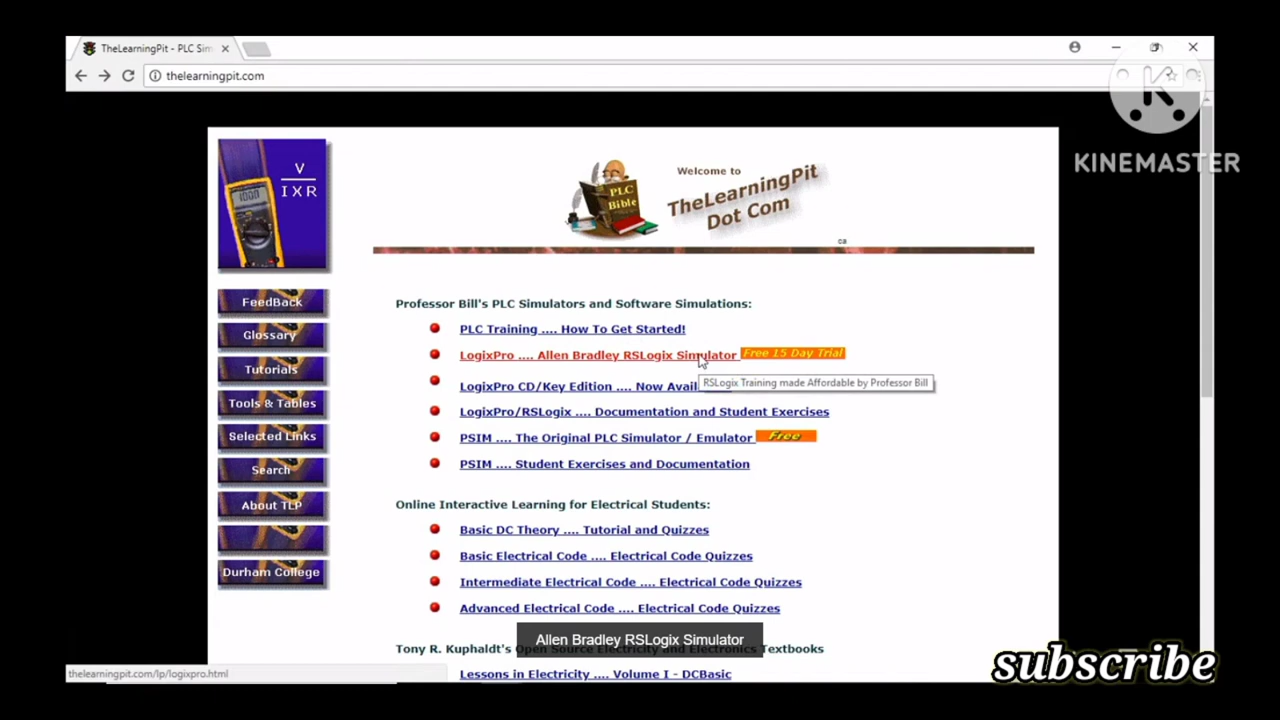 TheLearningPit - PLC Sim
thelearningpit.com
KINEMASTER
V
IXR
PLC
Bible
Welcome to
TheLearningPit
Dot Com
ca
FeedBack
Glossary
Tutorials
Tools & Tables
Selected Links
Search
About TLP
Durham College
Professor Bill's PLC Simulators and Software Simulations:
PLC Training .... How To Get Started!
LogixPro .... Allen Bradley RSLogix Simulator Free 15 Day Trial
RSLogix Training made Affordable by Professor Bill
LogixPro CD/Key Edition .... Now Avail
LogixPro/RSLogix .... Documentation and Student Exercises
PSIM .... The Original PLC Simulator / Emulator Free
PSIM .... Student Exercises and Documentation
Online Interactive Learning for Electrical Students:
Basic DC Theory .... Tutorial and Quizzes
Basic Electrical Code .... Electrical Code Quizzes
Intermediate Electrical Code .... Electrical Code Quizzes
Advanced Electrical Code .... Electrical Code Quizzes
Allen Bradley RSLogix Simulator
Tony R. Kuphaldt's Open Source Electricity and Electronics Textbooks
Lessons in Electricity .... Volume I - DCBasic
thelearningpit.com/lp/logixpro.html
subscribe